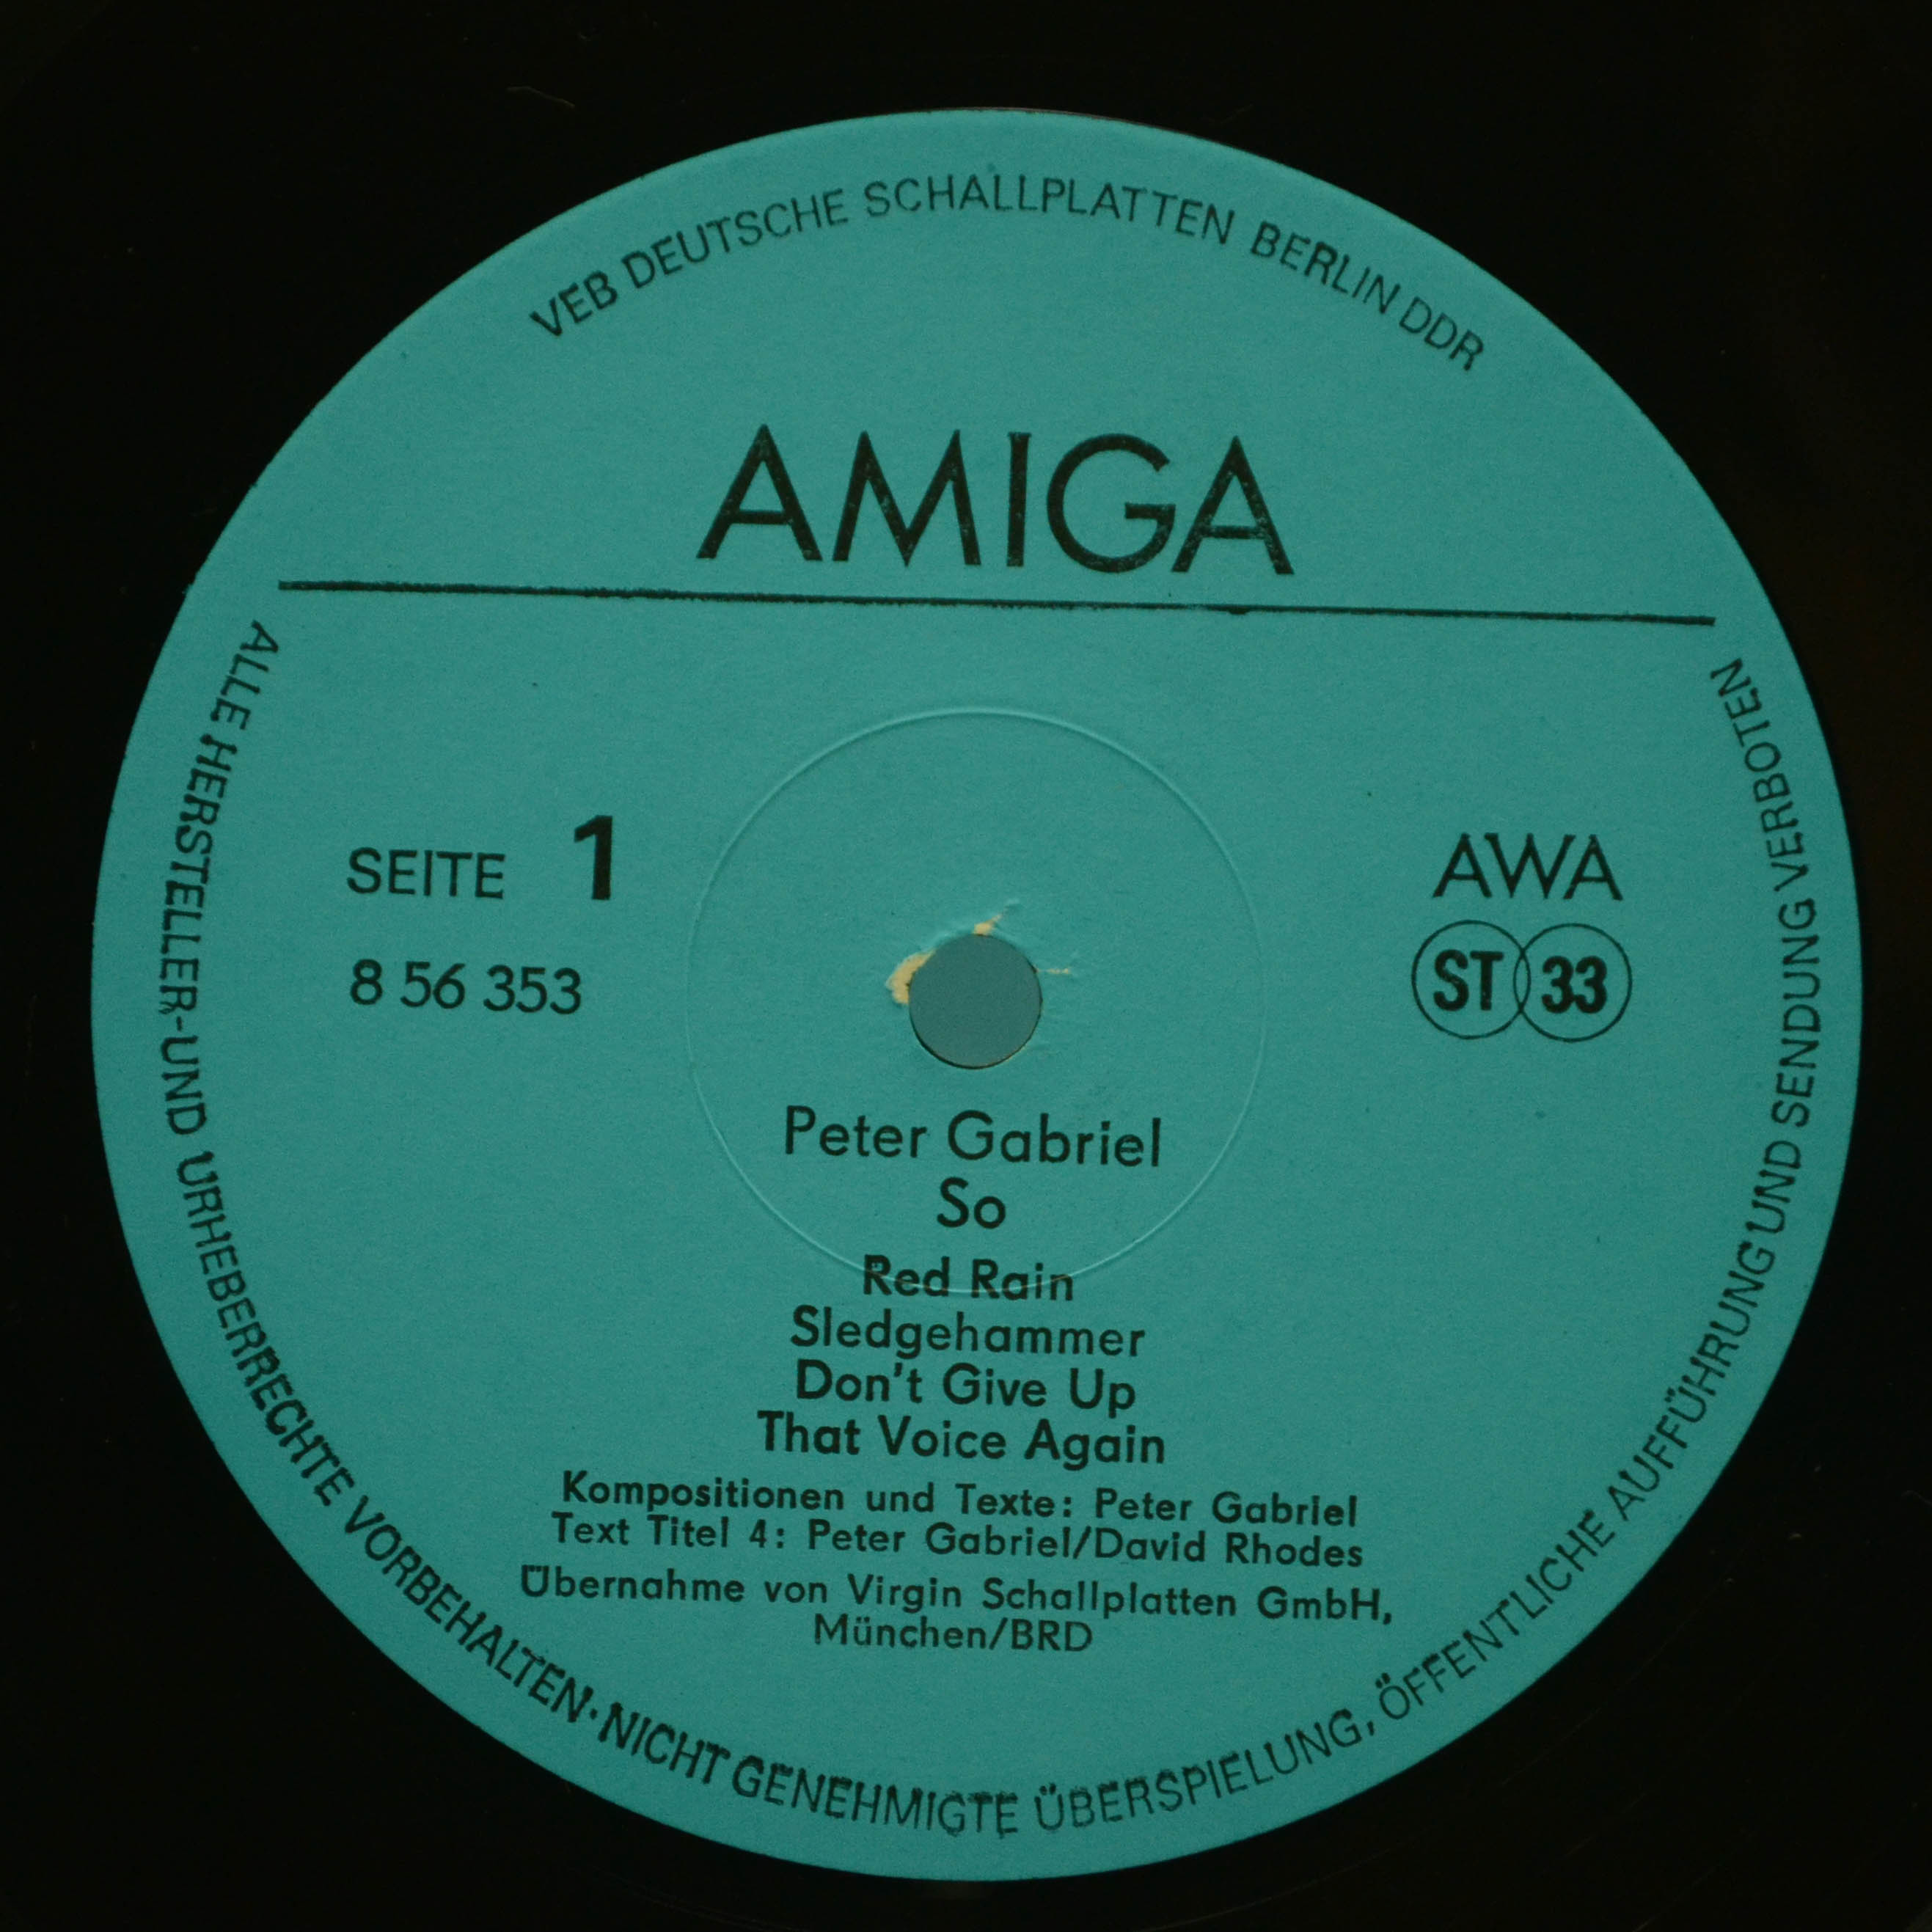 VEB DEUTSCHE SCHALLPLATTEN BERLIN DDR
AMIGA
SEITE 1
8 56 353
AWA
ST 33
Peter Gabriel
So
Red Rain
Sledgehammer
Don't Give Up
That Voice Again
Kompositionen und Texte: Peter Gabriel
Text Titel 4: Peter Gabriel/David Rhodes
Übernahme von Virgin Schallplatten GmbH,
München/BRD
ALLE HERSTELLER-UND URHEBERRECHTE VORBEHALTEN·NICHT GENEHMIGTE ÜBERSPIELUNG, ÖFFENTLICHE AUFFÜHRUNG UND SENDUNG VERBOTEN